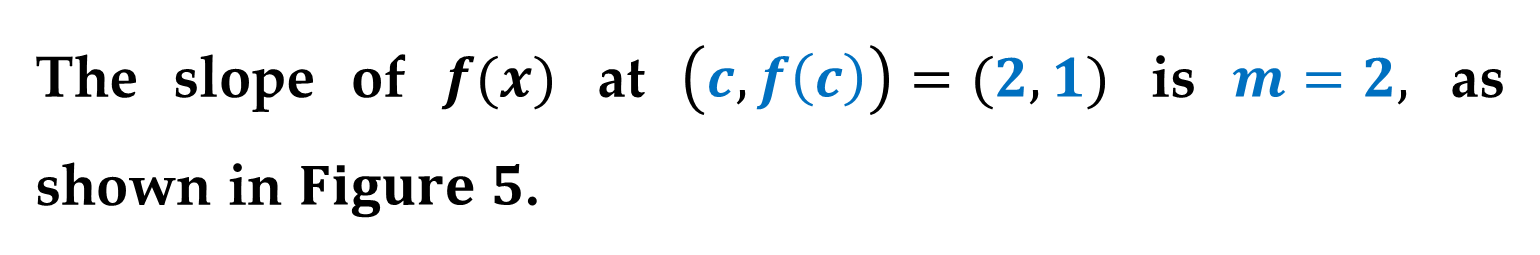 The slope of f(x) at (c, f(c)) = (2, 1) is m = 2, as
shown in Figure 5.